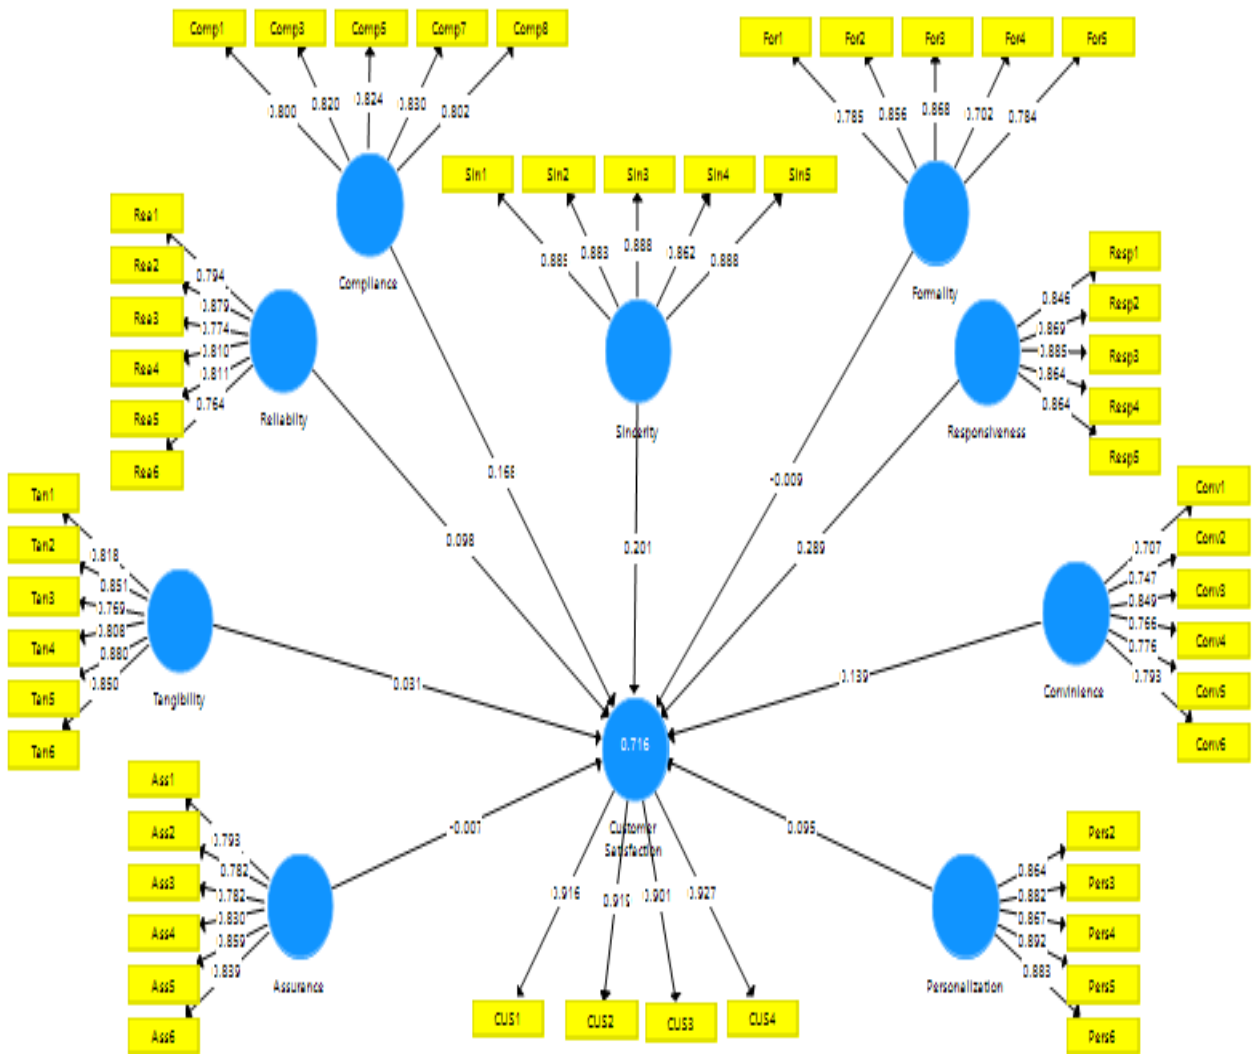 Comp1 Comp3 Comp5 Comp7 Comp8
For1 For2 For3 For4 For5
0.800 0.820 0.824 0.830 0.802
0.785 0.856 0.868 0.702 0.784
Compliance
Formality
Sin1 Sin2 Sin3 Sin4 Sin5
0.883 0.888 0.862 0.888
Sincerity
Rea1
Rea2
Rea3
Rea4
Rea5
Rea6
0.794
0.879
0.774
0.810
0.811
0.764
Reliabilty
Resp1
Resp2
Resp3
Resp4
Resp5
0.846
0.869
0.885
0.864
0.864
Responsiveness
0.098
0.201
-0.009
0.289
Tan1
Tan2
Tan3
Tan4
Tan5
Tan6
0.818
0.851
0.769
0.808
0.880
0.850
Tangibility
0.031
Conv1
Conv2
Conv3
Conv4
Conv5
Conv6
0.707
0.747
0.849
0.766
0.776
0.793
Convinience
0.139
0.716
Customer
Satisfaction
Ass1
Ass2
Ass3
Ass4
Ass5
Ass6
0.793
0.782
0.782
0.830
0.859
0.839
Assurance
-0.007
0.095
Pers2
Pers3
Pers4
Pers5
Pers6
0.864
0.882
0.867
0.892
0.883
Personalization
0.916 0.901 0.927
CUS1 CUS2 CUS3 CUS4